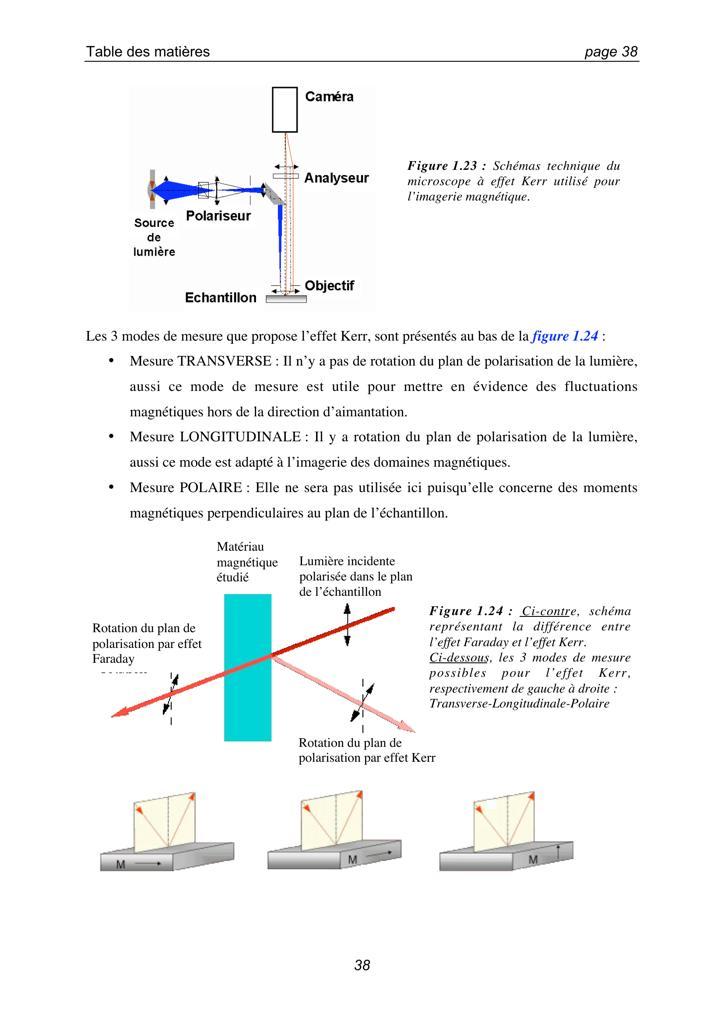 Table des matières page 38
Caméra
Analyseur
Polariseur
Source
de
lumière
Objectif
Echantillon
Figure 1.23 : Schémas technique du
microscope à effet Kerr utilisé pour
l'imagerie magnétique.
Les 3 modes de mesure que propose l'effet Kerr, sont présentés au bas de la figure 1.24 :
• Mesure TRANSVERSE : Il n'y a pas de rotation du plan de polarisation de la lumière,
aussi ce mode de mesure est utile pour mettre en évidence des fluctuations
magnétiques hors de la direction d'aimantation.
• Mesure LONGITUDINALE : Il y a rotation du plan de polarisation de la lumière,
aussi ce mode est adapté à l'imagerie des domaines magnétiques.
• Mesure POLAIRE : Elle ne sera pas utilisée ici puisqu'elle concerne des moments
magnétiques perpendiculaires au plan de l'échantillon.
Matériau
magnétique
étudié
Lumière incidente
polarisée dans le plan
de l'échantillon
Rotation du plan de
polarisation par effet
Faraday
Rotation du plan de
polarisation par effet Kerr
Figure 1.24 : Ci-contre, schéma
représentant la différence entre
l'effet Faraday et l'effet Kerr.
Ci-dessous, les 3 modes de mesure
possibles pour l'effet Kerr,
respectivement de gauche à droite :
Transverse-Longitudinale-Polaire
M
M
M
38